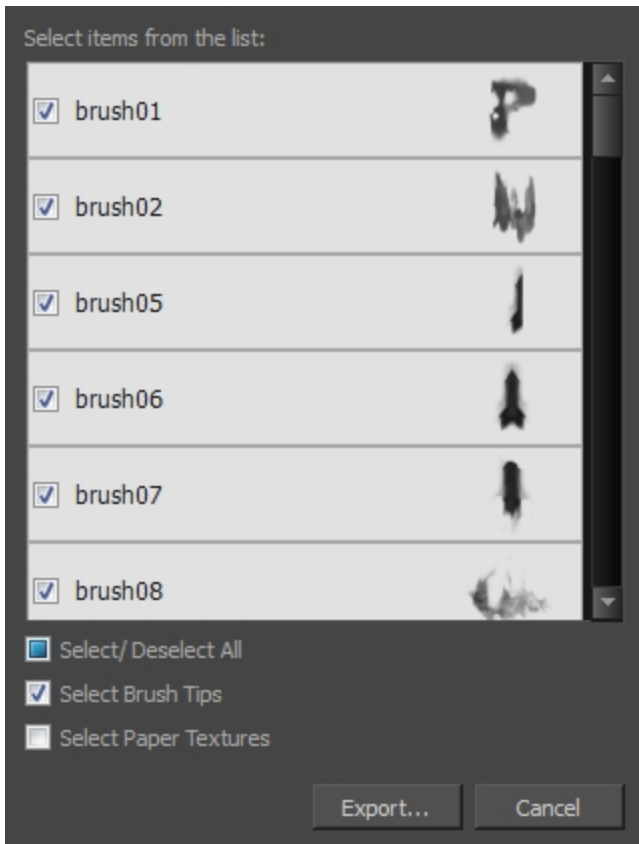 Select items from the list:
brush01
brush02
brush05
brush06
brush07
brush08
Select/ Deselect All
Select Brush Tips
Select Paper Textures
Export... Cancel